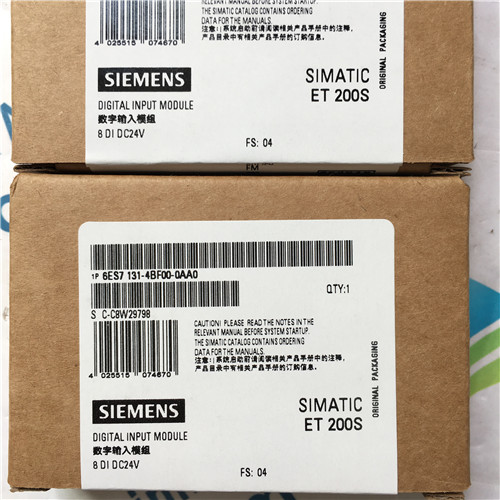 RELEVANT MANUAL BEFORE SYSTEM STARTUP.
THE SIMATIC CATALOG CONTAINS ORDERING
DATA FOR THE MANUALS.
注意!(系统启动前请阅读相关产品手册中的注释,
产品目录中有相关产品手册的订购信息。
4 025515 074670
ORIGINAL PACKAGING
SIEMENS
SIMATIC
ET 200S
DIGITAL INPUT MODULE
数字输入模组
8 DI DC24V
FS: 04
1P 6ES7 131-4BF00-0AA0
QTY:1
S C-C8W29798
CAUTION! PLEASE READ THE NOTES IN THE
RELEVANT MANUAL BEFORE SYSTEM STARTUP.
THE SIMATIC CATALOG CONTAINS ORDERING
DATA FOR THE MANUALS.
注意!(系统启动前请阅读相关产品手册中的注释,
产品目录中有相关产品手册的订购信息。
4 025515 074670
ORIGINAL PACKAGING
SIEMENS
SIMATIC
ET 200S
DIGITAL INPUT MODULE
数字输入模组
8 DI DC24V
FS: 04